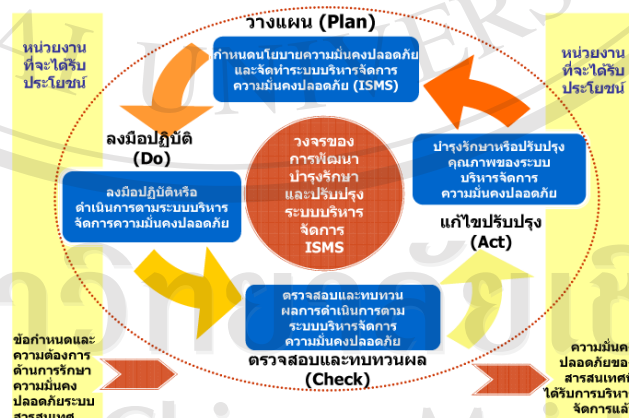 วางแผน (Plan)
หน่วยงาน
ที่จะได้รับ
ประโยชน์
กำหนดนโยบายความมั่นคงปลอดภัย
และจัดทำระบบบริหารจัดการ
ความมั่นคงปลอดภัย (ISMS)
หน่วยงาน
ที่จะได้รับ
ประโยชน์
ลงมือปฏิบัติ
(Do)
ลงมือปฏิบัติหรือ
ดำเนินการตามระบบบริหาร
จัดการความมั่นคงปลอดภัย
วงจรของ
การพัฒนา
บำรุงรักษา
และปรับปรุง
ระบบบริหาร
จัดการ
ISMS
บำรุงรักษาหรือปรับปรุง
คุณภาพของระบบ
บริหารจัดการ
ความมั่นคงปลอดภัย
แก้ไขปรับปรุง
(Act)
ตรวจสอบและทบทวน
ผลการดำเนินการตาม
ระบบบริหารจัดการ
ความมั่นคงปลอดภัย
ตรวจสอบและทบทวนผล
(Check)
ข้อกำหนดและ
ความต้องการ
ด้านการรักษา
ความมั่นคง
ปลอดภัยระบบ
สารสนเทศ
ความมั่นค
ปลอดภัยขอ
สารสนเทศที
ได้รับการบริหา
จัดการแล้